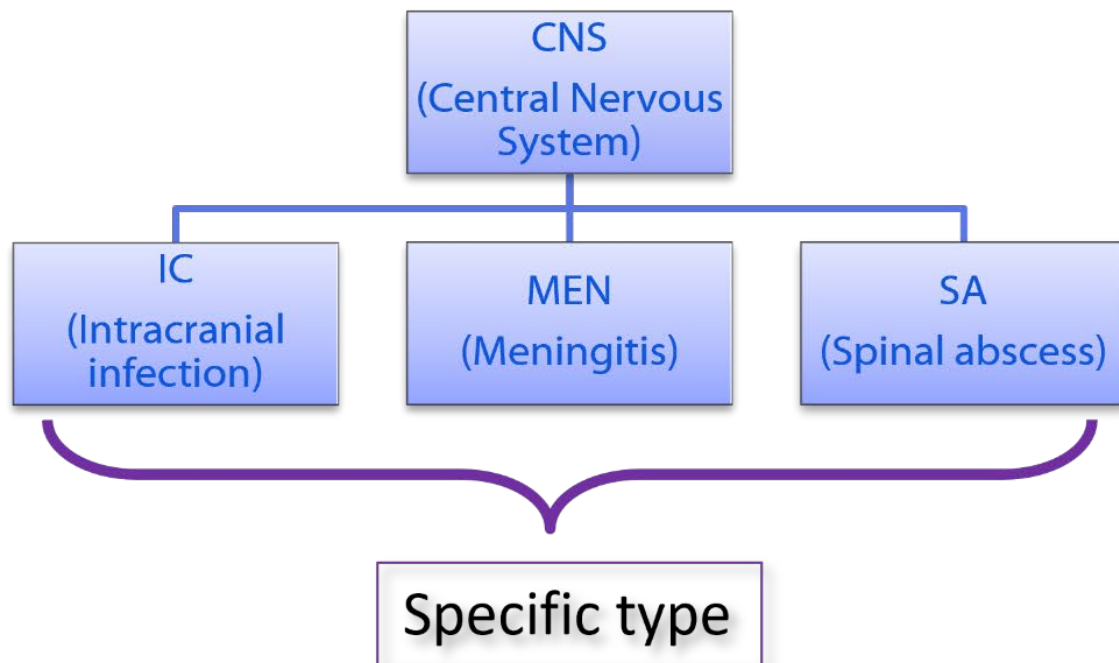 CNS
(Central Nervous
System)
IC
(Intracranial
infection)
MEN
(Meningitis)
SA
(Spinal abscess)
Specific type